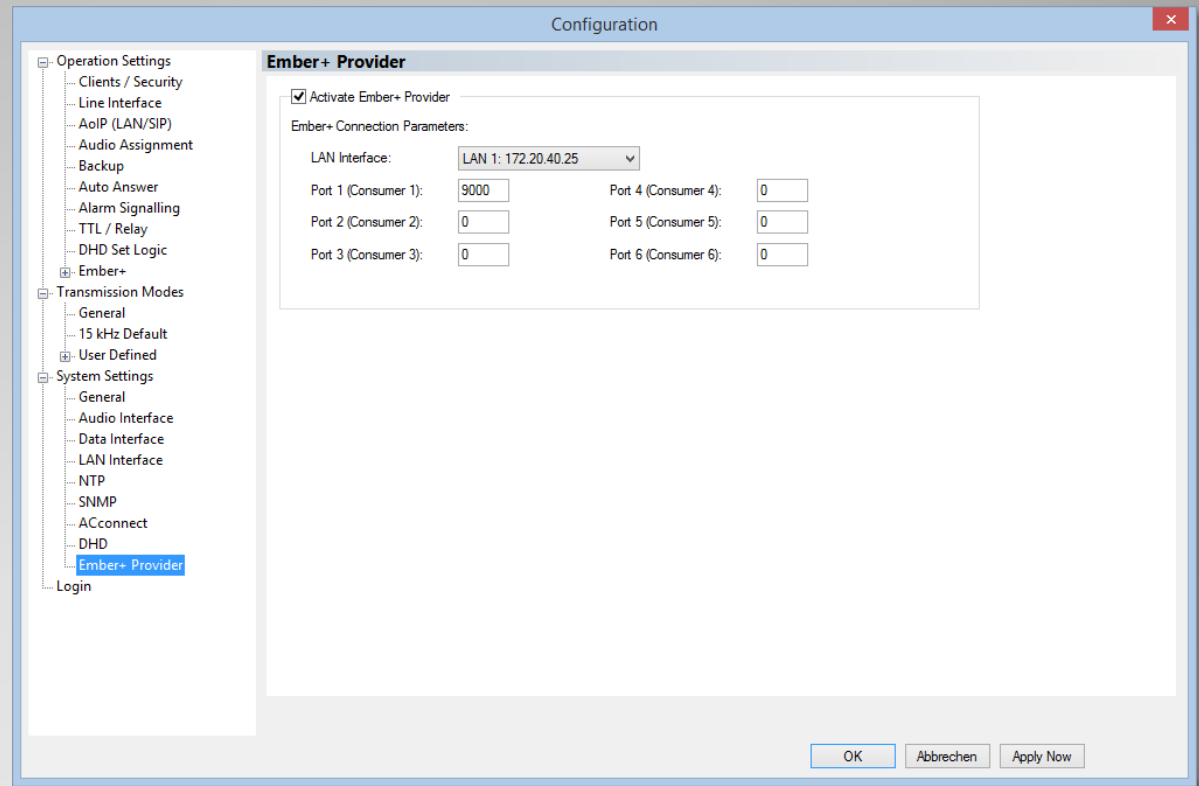 Configuration
Operation Settings
Clients / Security
Line Interface
AoIP (LAN/SIP)
Audio Assignment
Backup
Auto Answer
Alarm Signalling
TTL / Relay
DHD Set Logic
Ember+
Transmission Modes
General
15 kHz Default
User Defined
System Settings
General
Audio Interface
Data Interface
LAN Interface
NTP
SNMP
ACconnect
DHD
Ember+ Provider
Login
Ember+ Provider
Activate Ember+ Provider
Ember+ Connection Parameters:
LAN Interface: LAN 1: 172.20.40.25
Port 1 (Consumer 1): 9000 Port 4 (Consumer 4): 0
Port 2 (Consumer 2): 0 Port 5 (Consumer 5): 0
Port 3 (Consumer 3): 0 Port 6 (Consumer 6): 0
OK Abbrechen Apply Now